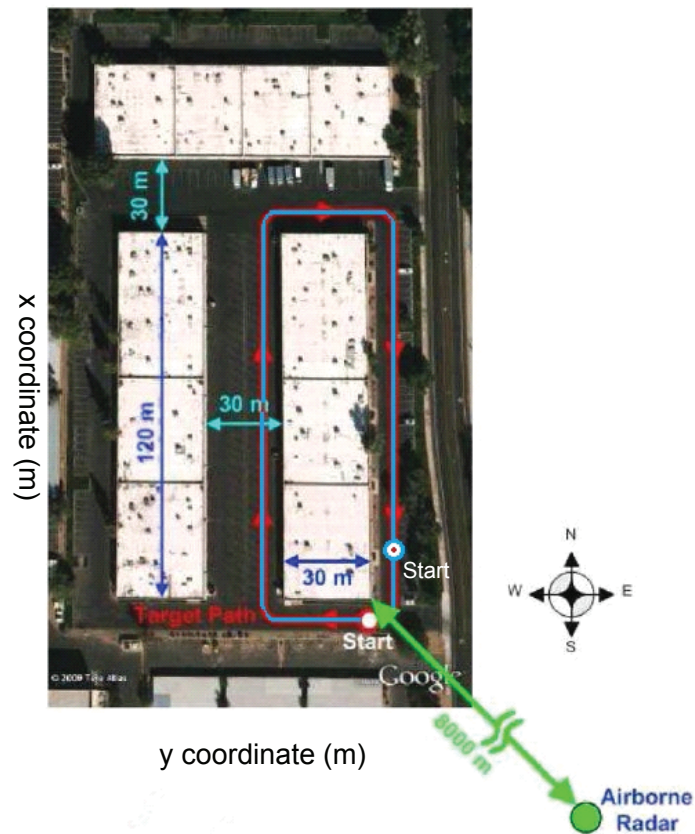 30 m
30 m
120 m
30 m
Start
Target Path
Start
© 2009 Tele Atlas
Google
x coordinate (m)
y coordinate (m)
N
W
E
S
8000 m
Airborne
Radar